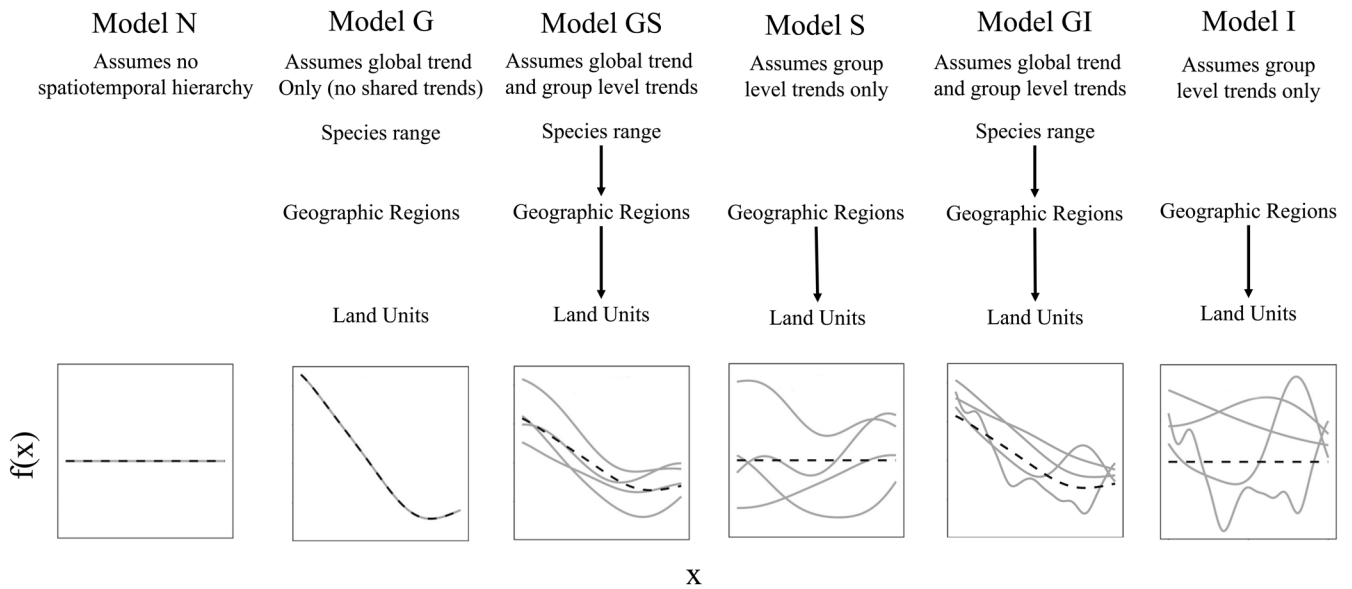 Model N
Assumes no
spatiotemporal hierarchy
Model G
Assumes global trend
Only (no shared trends)
Species range
Geographic Regions
Land Units
Model GS
Assumes global trend
and group level trends
Species range
Geographic Regions
Land Units
Model S
Assumes group
level trends only
Geographic Regions
Land Units
Model GI
Assumes global trend
and group level trends
Species range
Geographic Regions
Land Units
Model I
Assumes group
level trends only
Geographic Regions
Land Units
f(x)
x